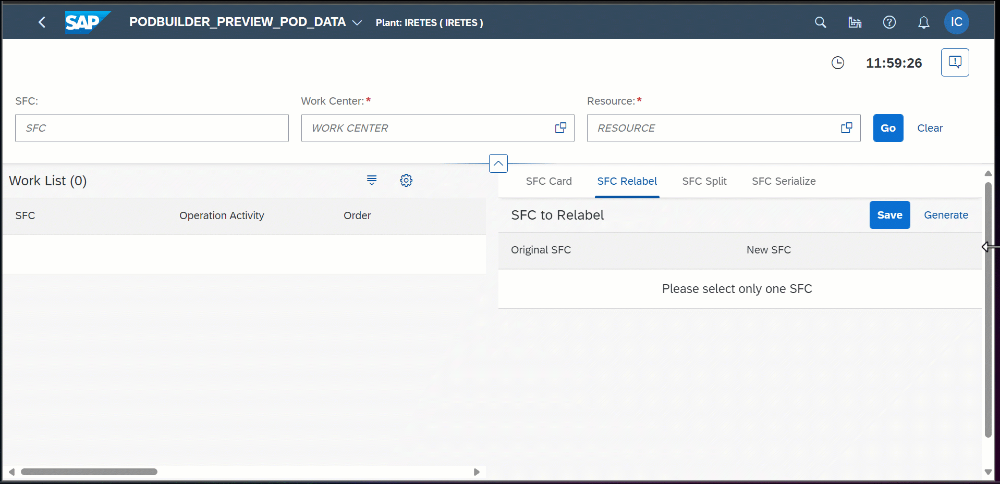 SAP PODBUILDER_PREVIEW_POD_DATA Plant: IRETES ( IRETES ) IC
11:59:26
SFC: Work Center: * Resource: *
SFC WORK CENTER RESOURCE Go Clear
Work List (0)
SFC Operation Activity Order
SFC Card SFC Relabel SFC Split SFC Serialize
SFC to Relabel Save Generate
Original SFC New SFC
Please select only one SFC